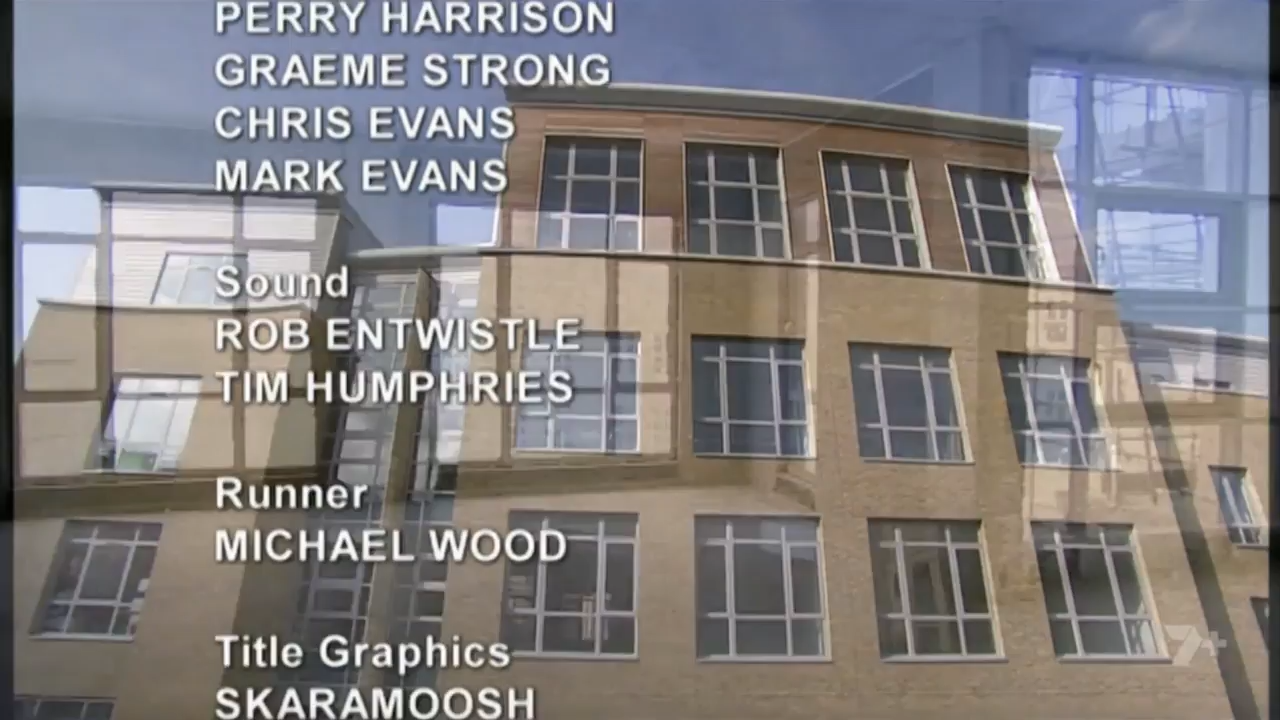 PERRY HARRISON
GRAEME STRONG
CHRIS EVANS
MARK EVANS
Sound
ROB ENTWISTLE
TIM HUMPHRIES
Runner
MICHAEL WOOD
Title Graphics
SKARAMOOSH
7+